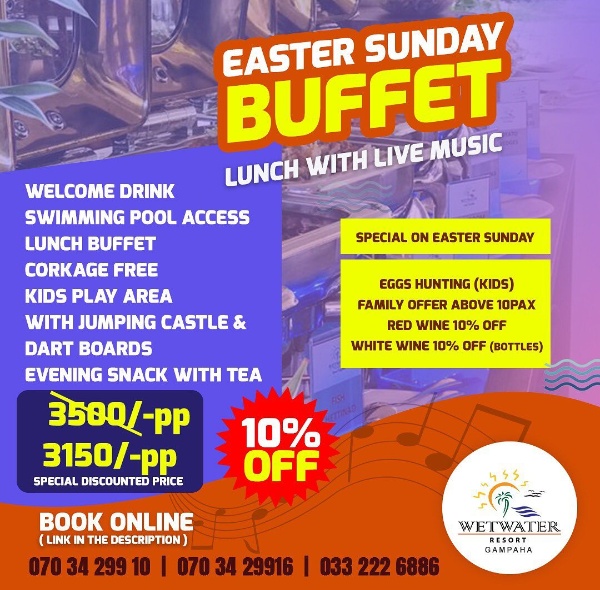 EASTER SUNDAY
BUFFET
LUNCH WITH LIVE MUSIC
WELCOME DRINK
SWIMMING POOL ACCESS
LUNCH BUFFET
CORKAGE FREE
KIDS PLAY AREA
WITH JUMPING CASTLE &
DART BOARDS
EVENING SNACK WITH TEA
SPECIAL ON EASTER SUNDAY
EGGS HUNTING (KIDS)
FAMILY OFFER ABOVE 10PAX
RED WINE 10% OFF
WHITE WINE 10% OFF (BOTTLES)
3500/-pp
3150/-pp
SPECIAL DISCOUNTED PRICE
10%
OFF
BOOK ONLINE
( LINK IN THE DESCRIPTION )
070 34 299 10 | 070 34 29916 | 033 222 6886
WETWATER
RESORT
GAMPAHA